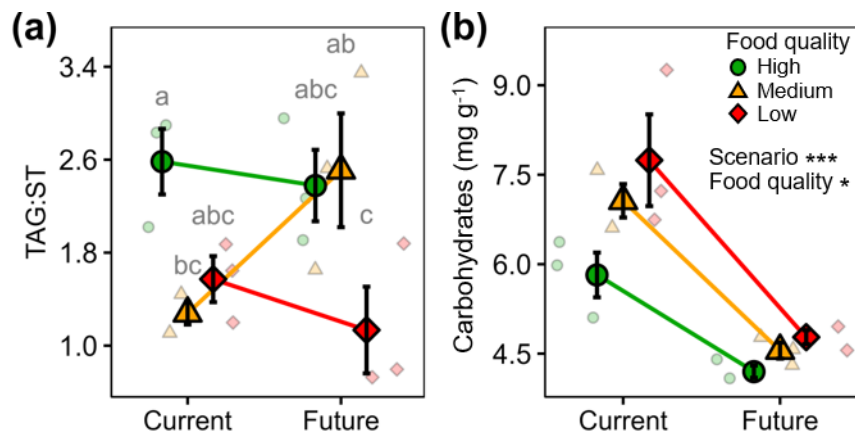 (a)
TAG:ST
3.4
2.6
1.8
1.0
a
ab
abc
abc
bc
c
Current Future
(b)
Carbohydrates (mg g⁻¹)
9.0
7.5
6.0
4.5
Food quality
High
Medium
Low
Scenario ***
Food quality *
Current Future